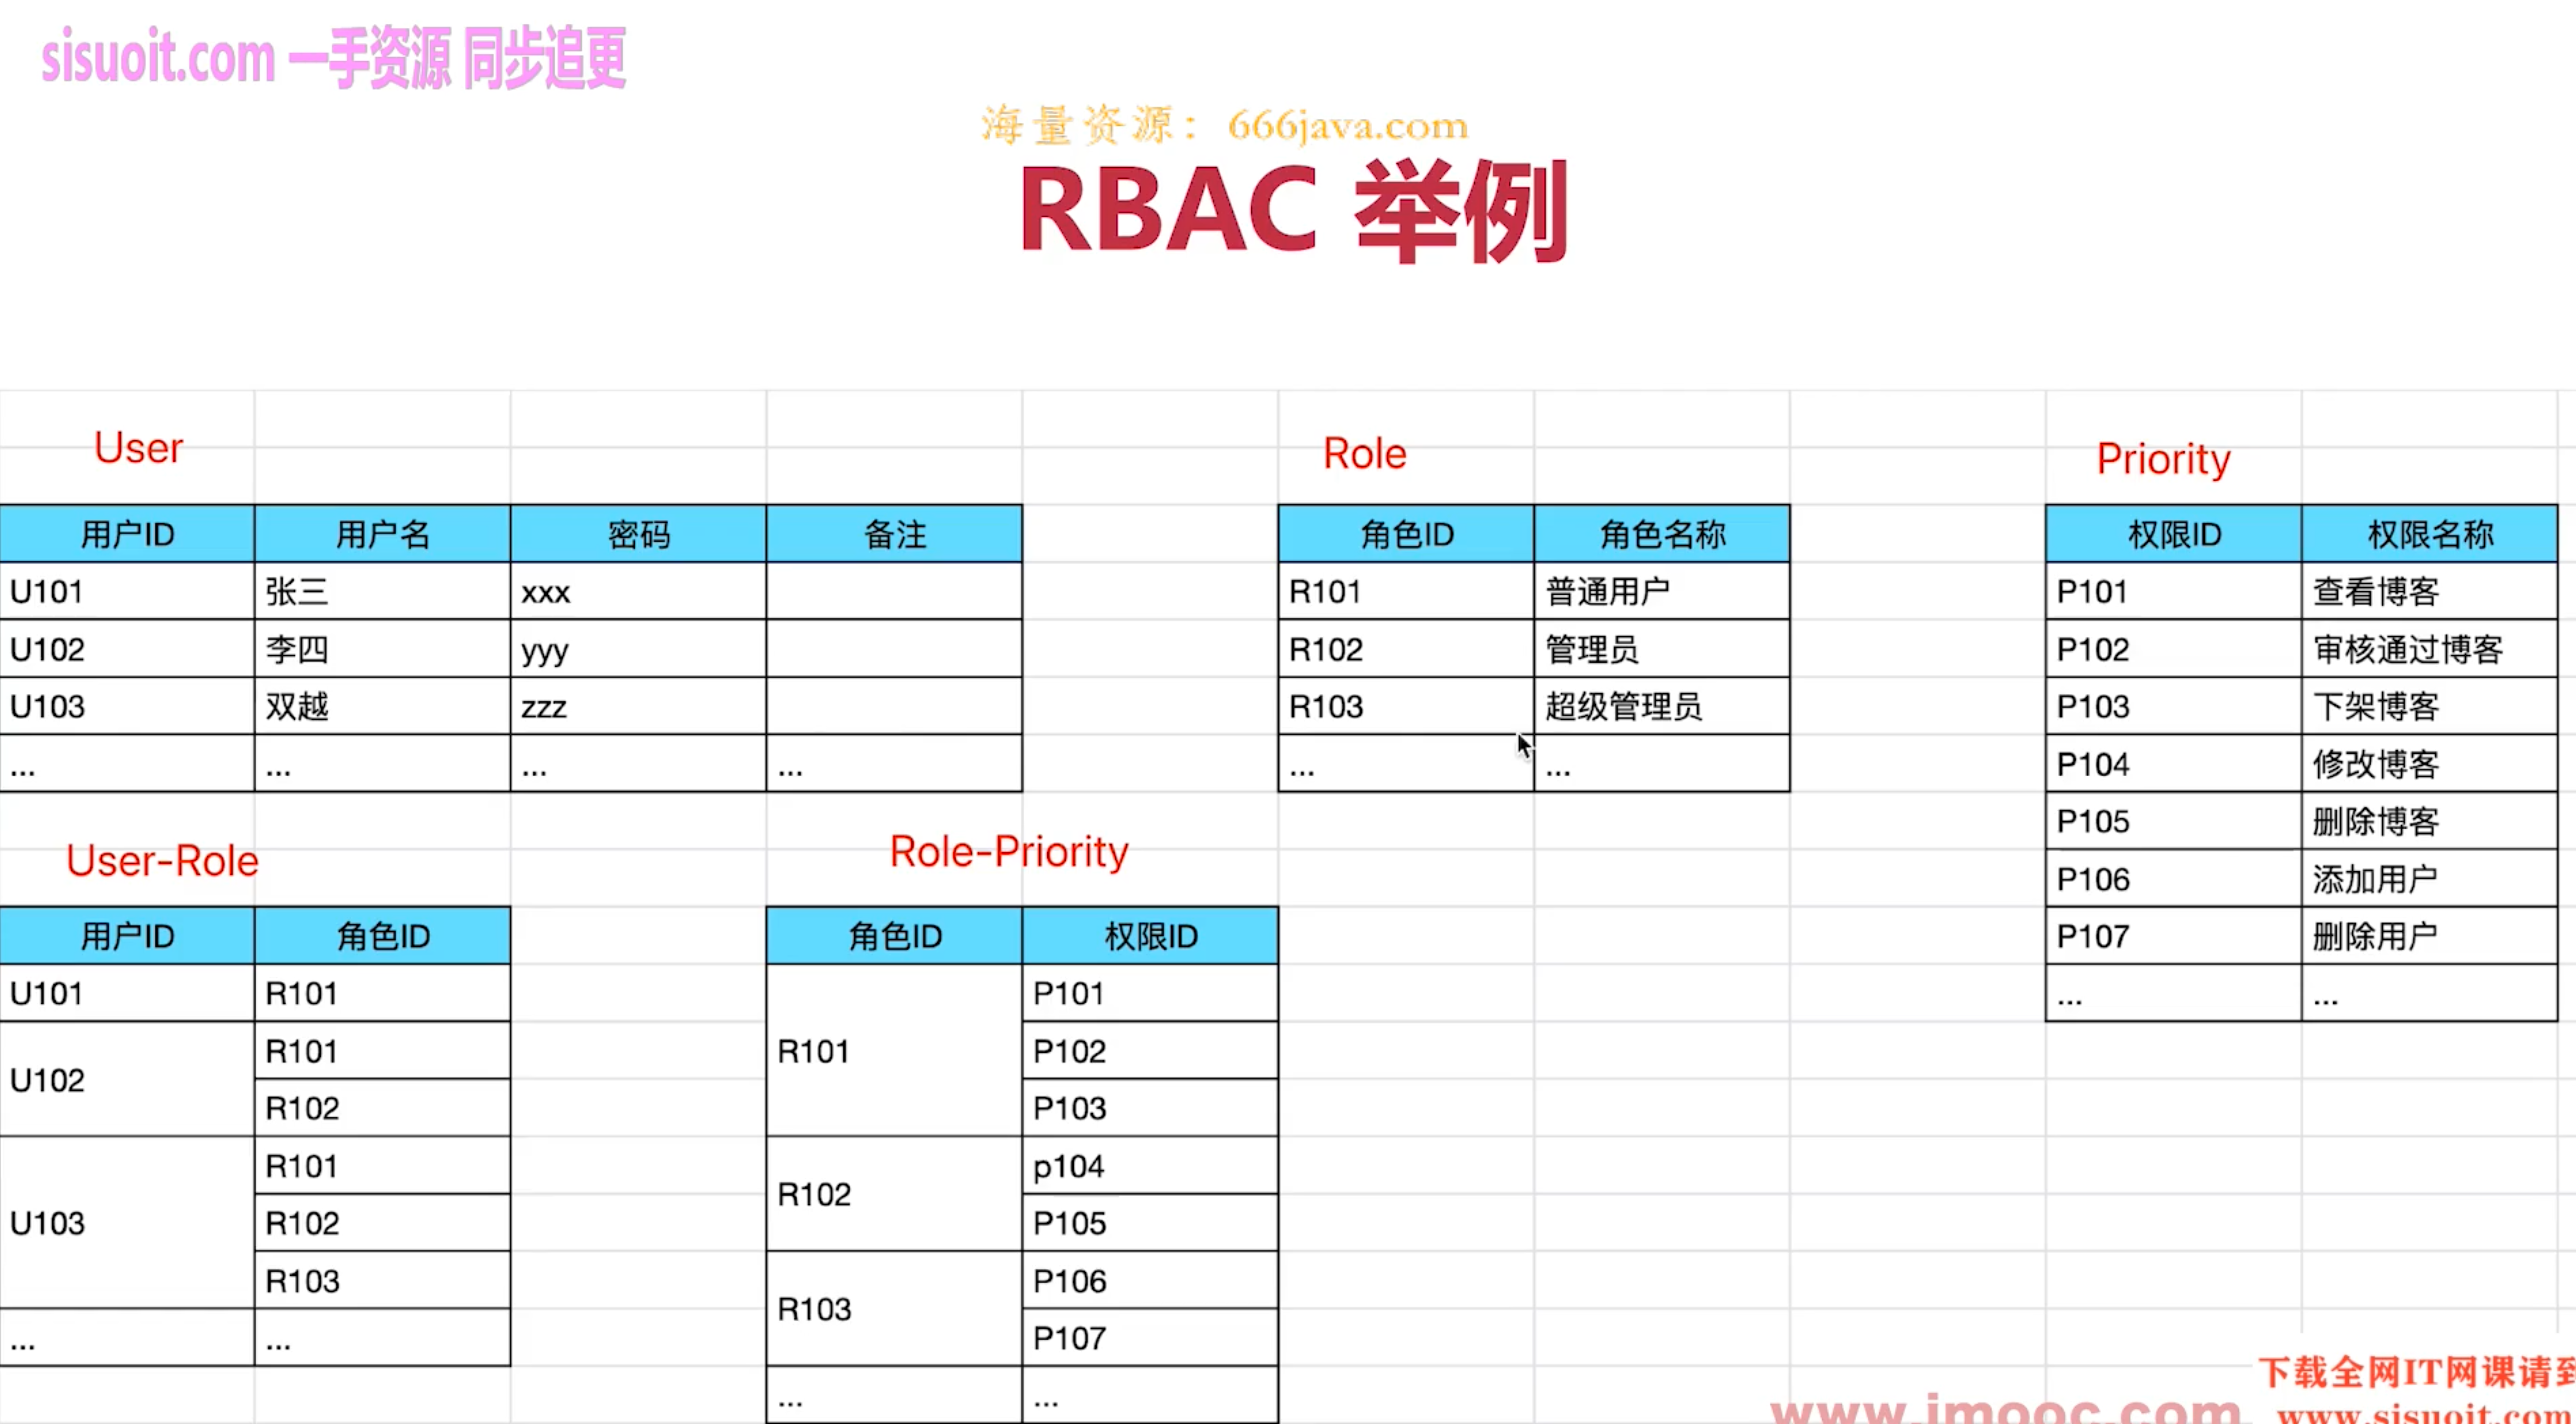 sisuoit.com 一手资源 同步追更
海量资源：666java.com
RBAC 举例
User
用户ID 用户名 密码 备注
U101 张三 xxx
U102 李四 yyy
U103 双越 zzz
... ... ... ...
Role
角色ID 角色名称
R101 普通用户
R102 管理员
R103 超级管理员
... ...
Priority
权限ID 权限名称
P101 查看博客
P102 审核通过博客
P103 下架博客
P104 修改博客
P105 删除博客
P106 添加用户
P107 删除用户
... ...
User-Role
用户ID 角色ID
U101 R101
U102 R101
R102
U103 R101
R102
R103
... ...
Role-Priority
角色ID 权限ID
R101 P101
P102
P103
R102 p104
P105
R103 P106
P107
... ...
下载全网IT网课请到
www.imooc.com
www.sisuoit.com